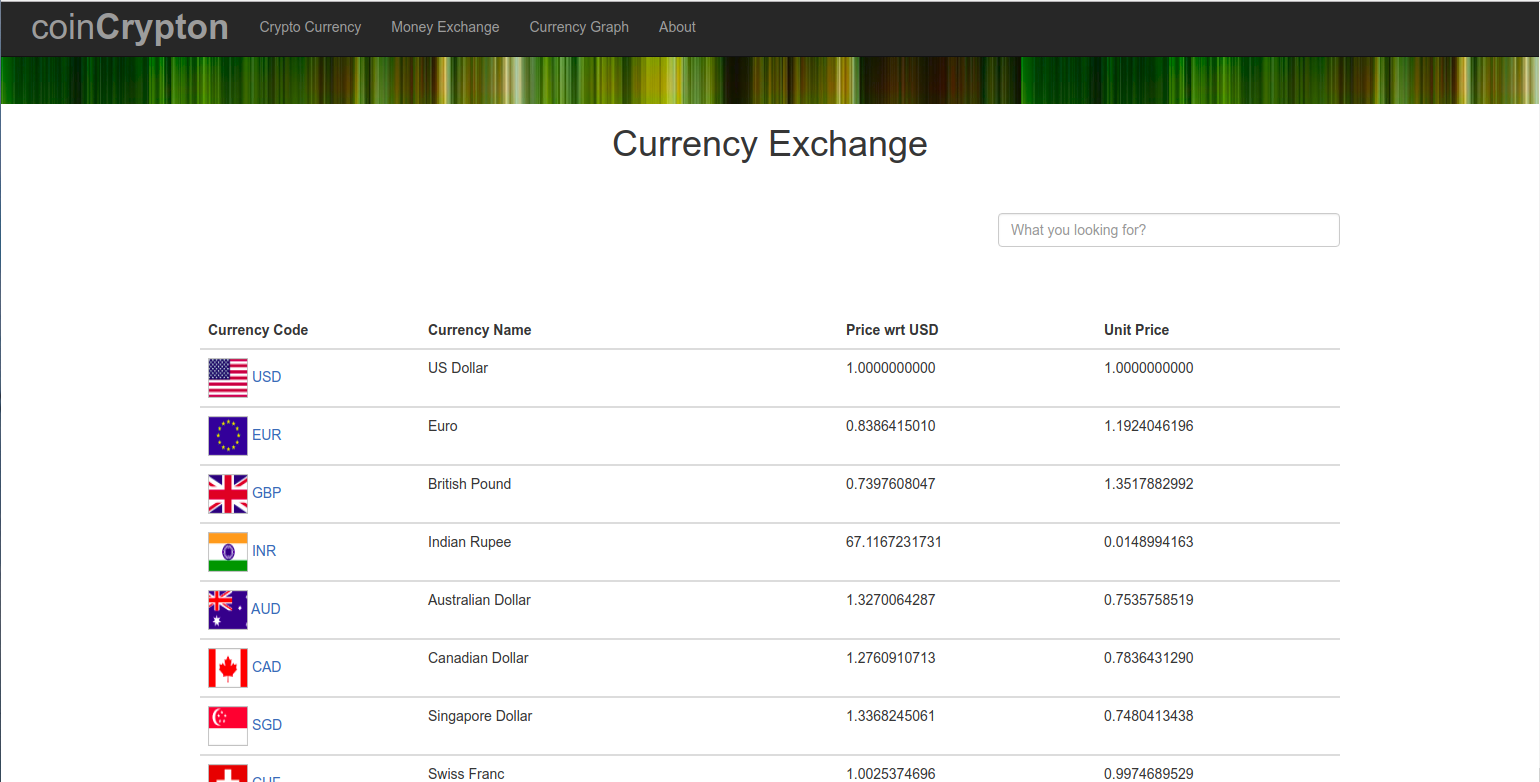 coinCrypton Crypto Currency Money Exchange Currency Graph About
Currency Exchange
What you looking for?
Currency Code Currency Name Price wrt USD Unit Price
USD US Dollar 1.0000000000 1.0000000000
EUR Euro 0.8386415010 1.1924046196
GBP British Pound 0.7397608047 1.3517882992
INR Indian Rupee 67.1167231731 0.0148994163
AUD Australian Dollar 1.3270064287 0.7535758519
CAD Canadian Dollar 1.2760910713 0.7836431290
SGD Singapore Dollar 1.3368245061 0.7480413438
CHF Swiss Franc 1.0025374696 0.9974689529